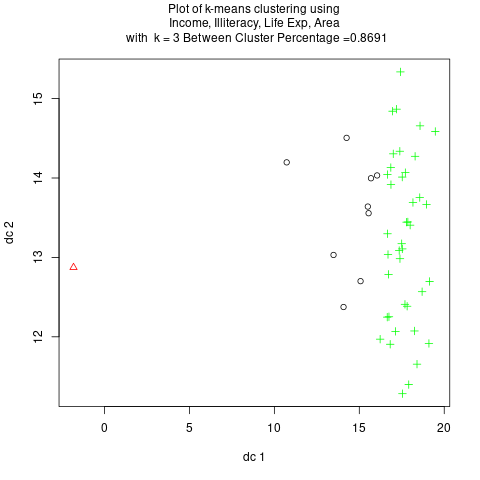 Plot of k-means clustering using
Income, Illiteracy, Life Exp, Area
with k = 3 Between Cluster Percentage =0.8691
15
14
13
12
dc 2
0 5 10 15 20
dc 1